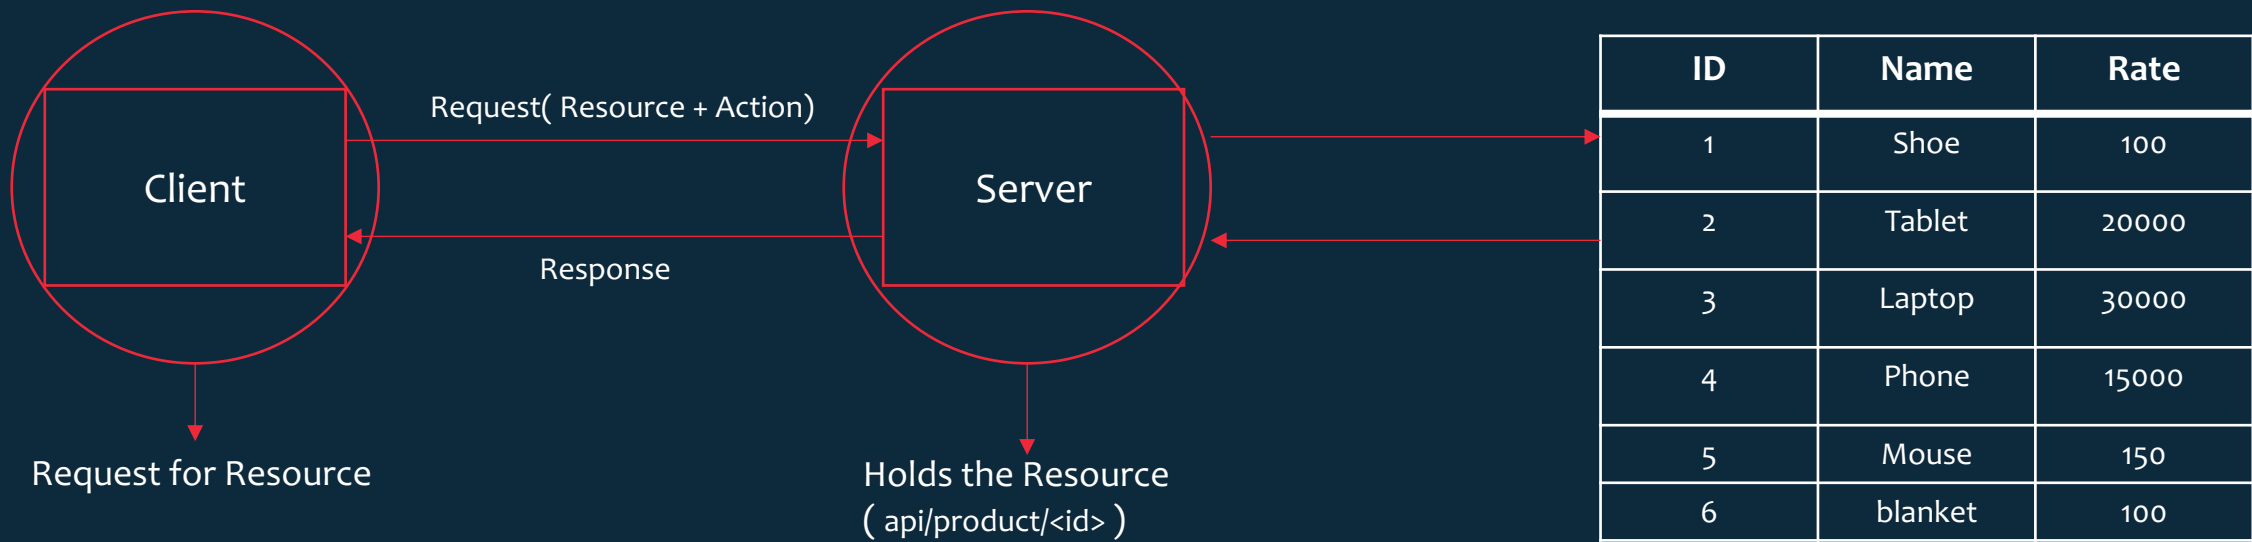 Client
Request( Resource + Action)
Response
Server
Request for Resource
Holds the Resource
( api/product/<id> )
ID Name Rate
1 Shoe 100
2 Tablet 20000
3 Laptop 30000
4 Phone 15000
5 Mouse 150
6 blanket 100